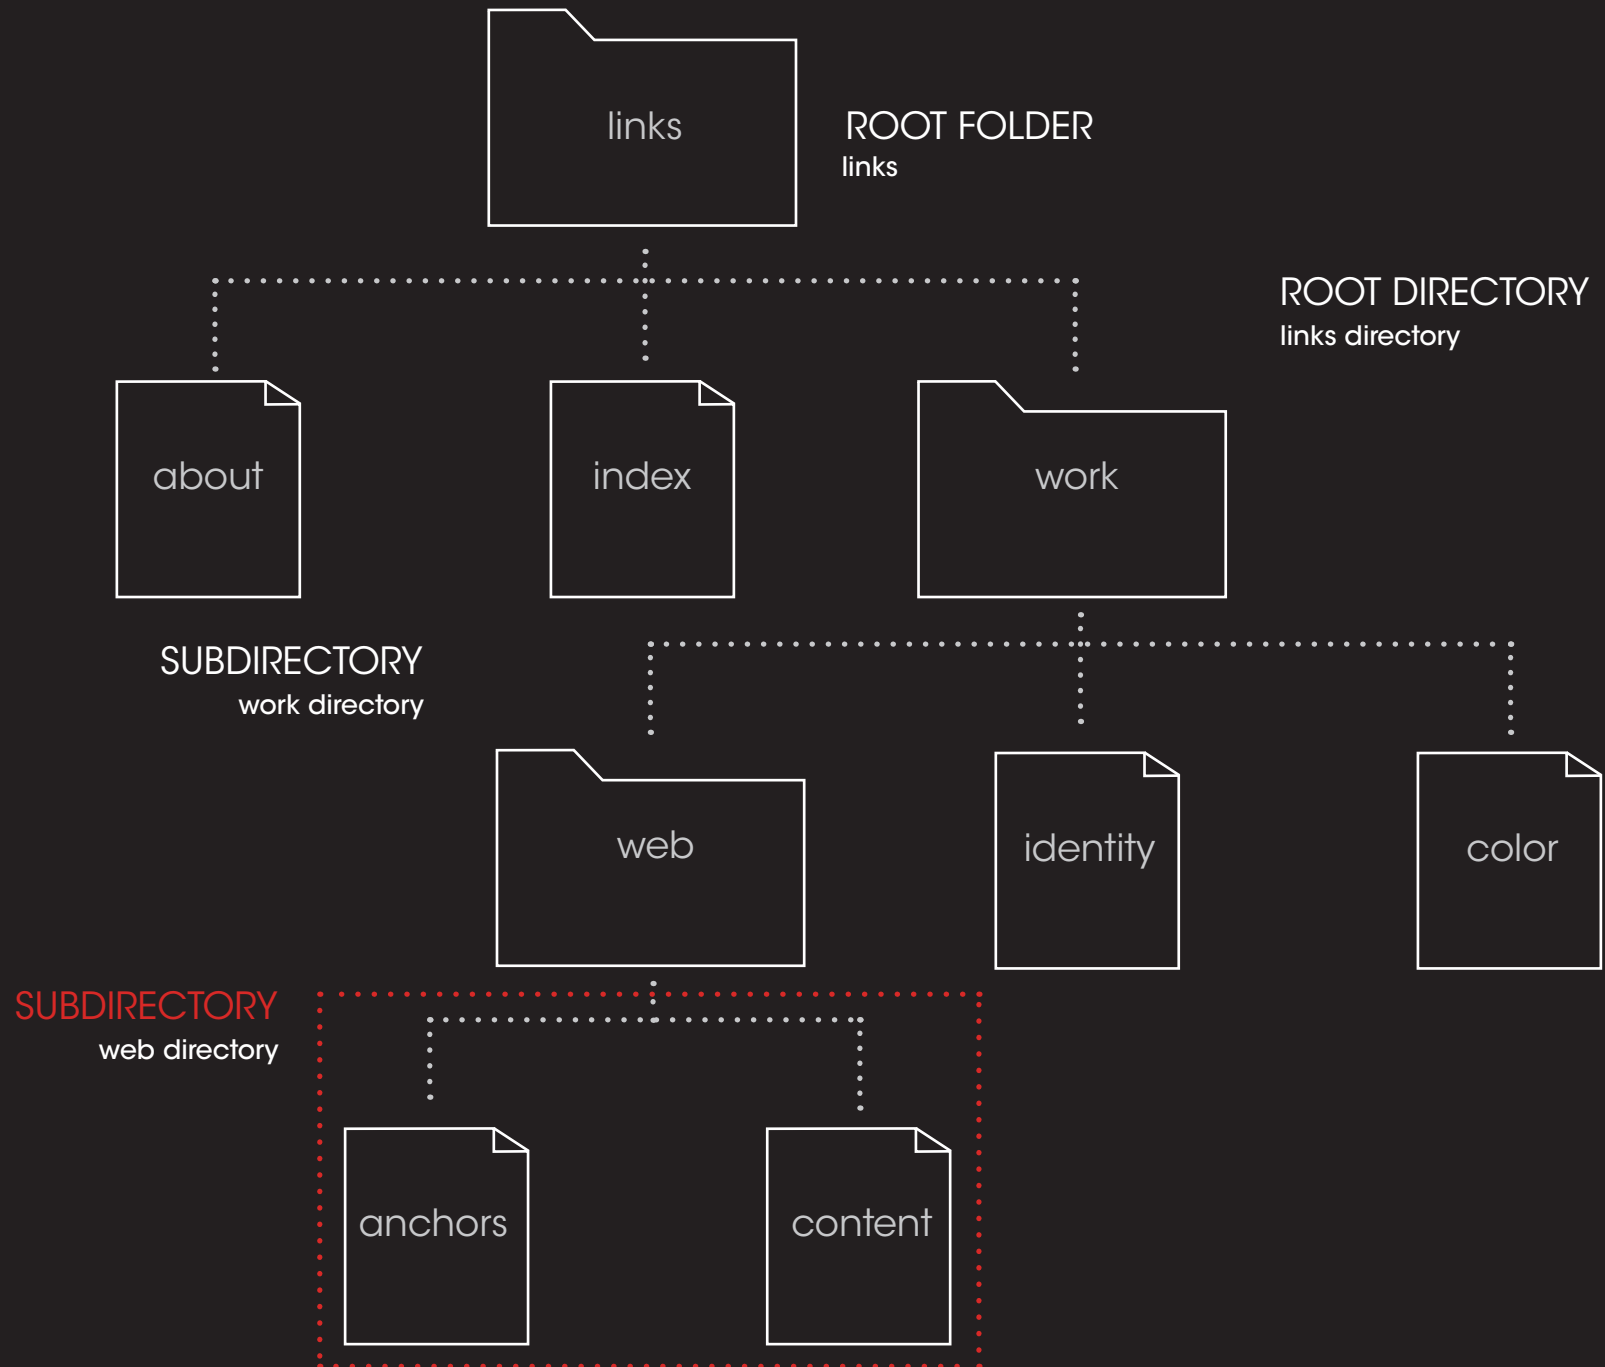 links
ROOT FOLDER
links
ROOT DIRECTORY
links directory
about
index
work
SUBDIRECTORY
work directory
web
identity
color
SUBDIRECTORY
web directory
anchors
content